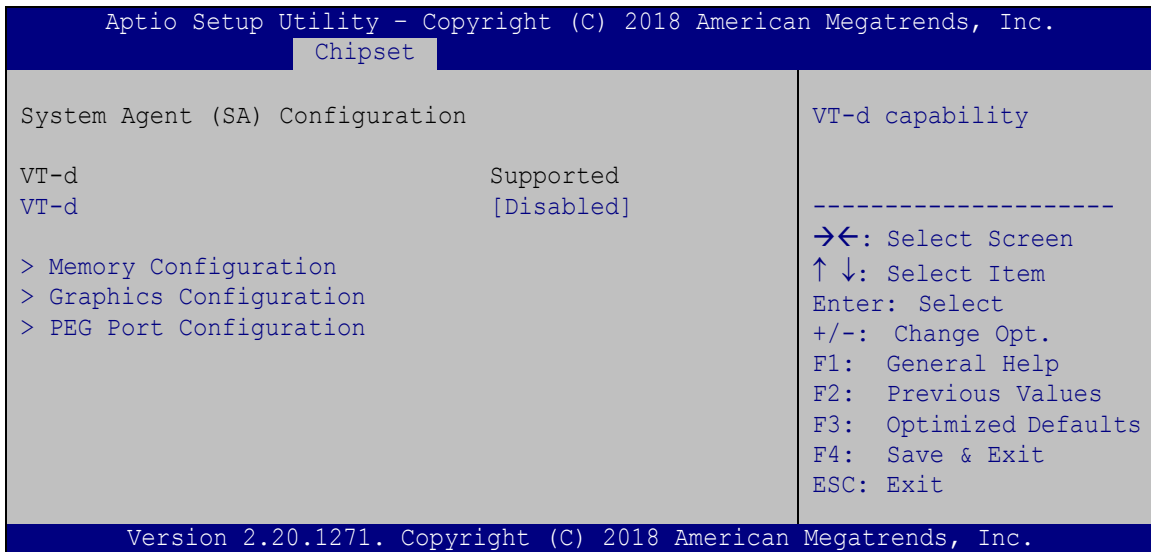 Aptio Setup Utility – Copyright (C) 2018 American Megatrends, Inc.
Chipset
System Agent (SA) Configuration
VT-d Supported
VT-d [Disabled]
> Memory Configuration
> Graphics Configuration
> PEG Port Configuration
VT-d capability
---------------------
→←: Select Screen
↑ ↓: Select Item
Enter: Select
+/-: Change Opt.
F1: General Help
F2: Previous Values
F3: Optimized Defaults
F4: Save & Exit
ESC: Exit
Version 2.20.1271. Copyright (C) 2018 American Megatrends, Inc.